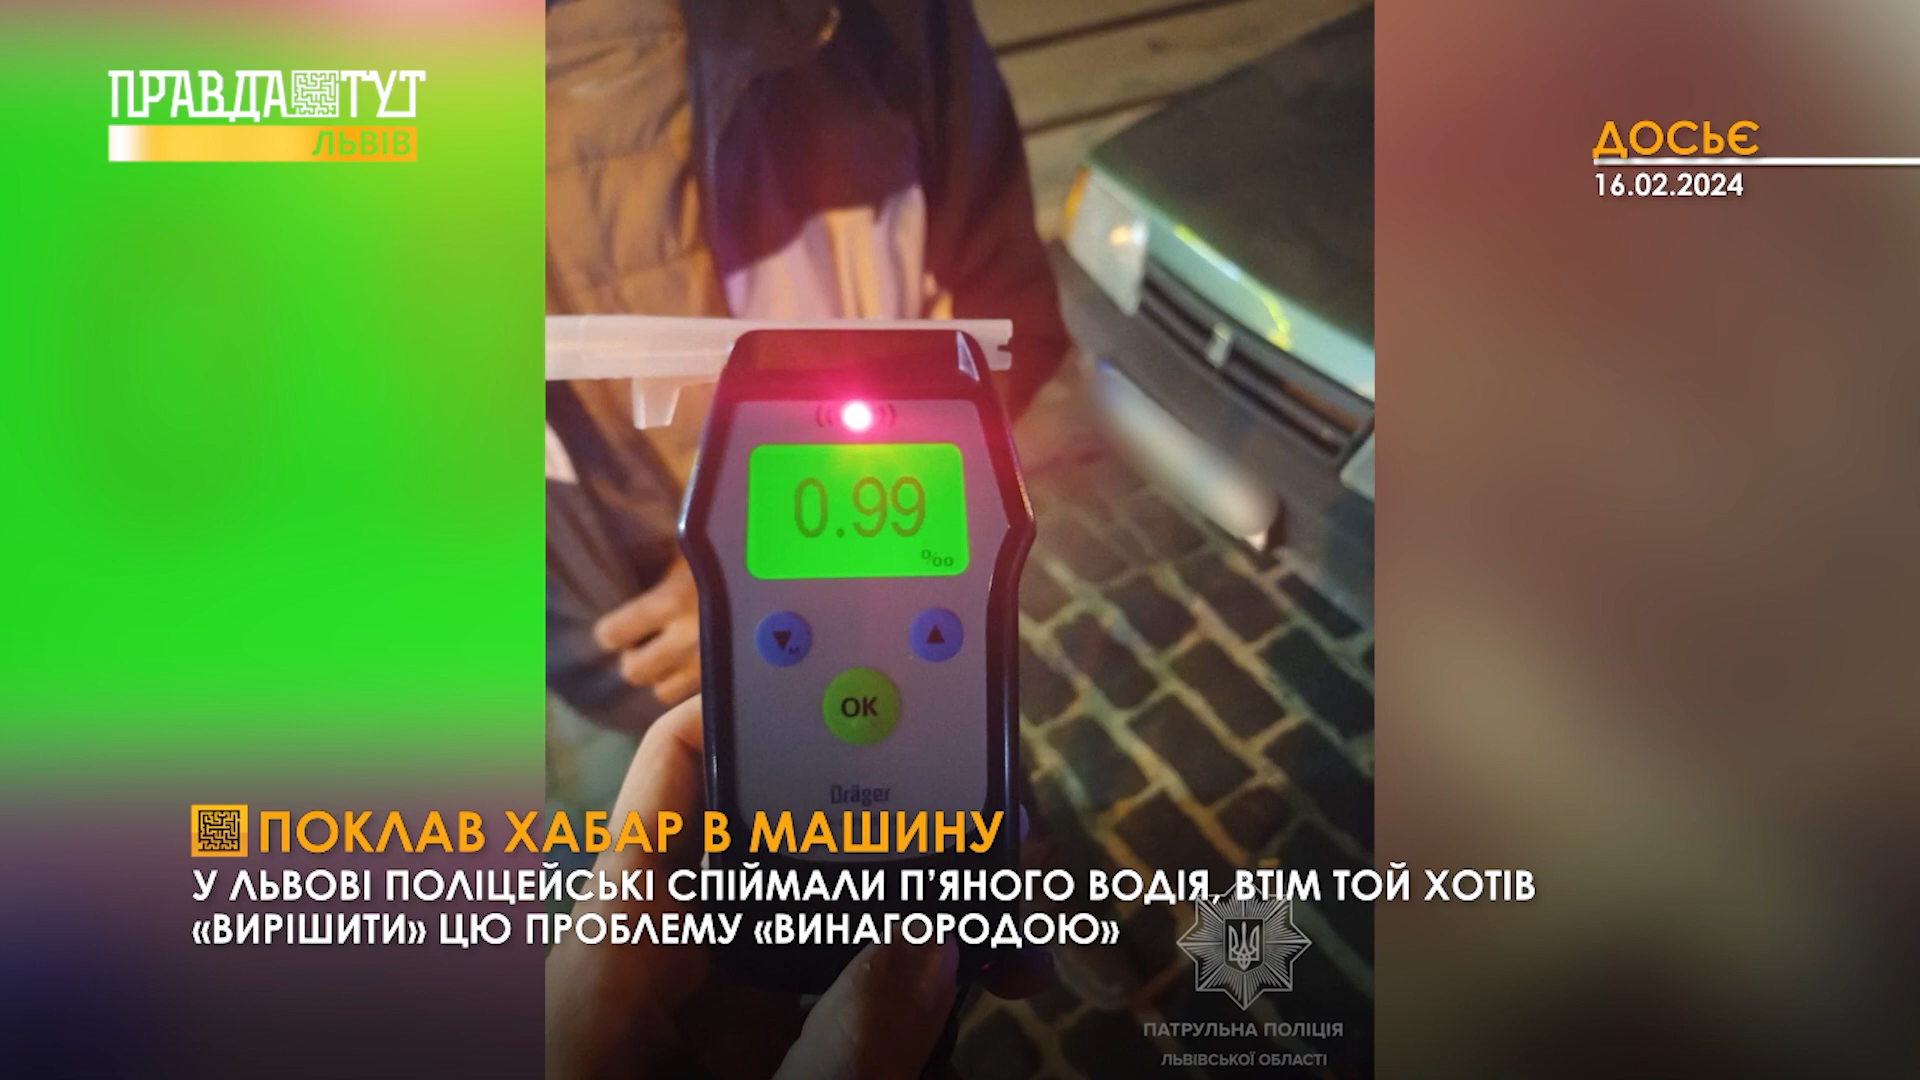 ПРАВДА ТУТ
ЛЬВІВ
ДОСЬЄ
16.02.2024
0.99
‰
M
OK
Dräger
ПОКЛАВ ХАБАР В МАШИНУ
У ЛЬВОВІ ПОЛІЦЕЙСЬКІ СПІЙМАЛИ П’ЯНОГО ВОДІЯ, ВТІМ ТОЙ ХОТІВ
«ВИРІШИТИ» ЦЮ ПРОБЛЕМУ «ВИНАГОРОДОЮ»
ПАТРУЛЬНА ПОЛІЦІЯ
ЛЬВІВСЬКОЇ ОБЛАСТІ